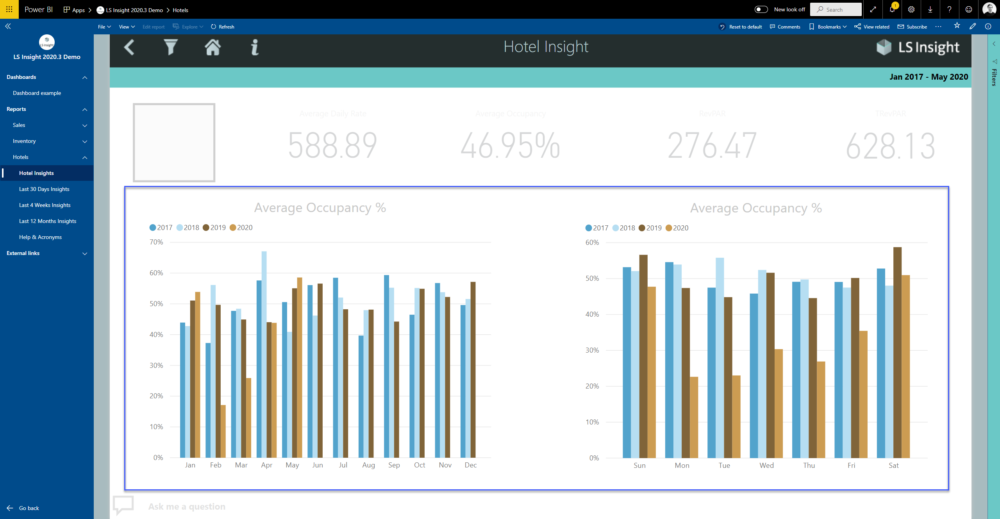 Power BI
Apps
LS Insight 2020.3 Demo
Hotels
New look off
Search
1
File
View
Edit report
Explore
Refresh
Reset to default
Comments
Bookmarks
View related
Subscribe
LS Insight
LS Insight 2020.3 Demo
Dashboards
Dashboard example
Reports
Sales
Inventory
Hotels
Hotel Insights
Last 30 Days Insights
Last 4 Weeks Insights
Last 12 Months Insights
Help & Acronyms
External links
Go back
Hotel Insight
LS Insight
Jan 2017 - May 2020
Filters
Average Daily Rate
588.89
Average Occupancy
46.95%
RevPAR
276.47
TRevPAR
628.13
Average Occupancy %
2017 2018 2019 2020
70%
60%
50%
40%
30%
20%
10%
0%
Jan Feb Mar Apr May Jun Jul Aug Sep Oct Nov Dec
Average Occupancy %
2017 2018 2019 2020
60%
50%
40%
30%
20%
10%
0%
Sun Mon Tue Wed Thu Fri Sat
Ask me a question